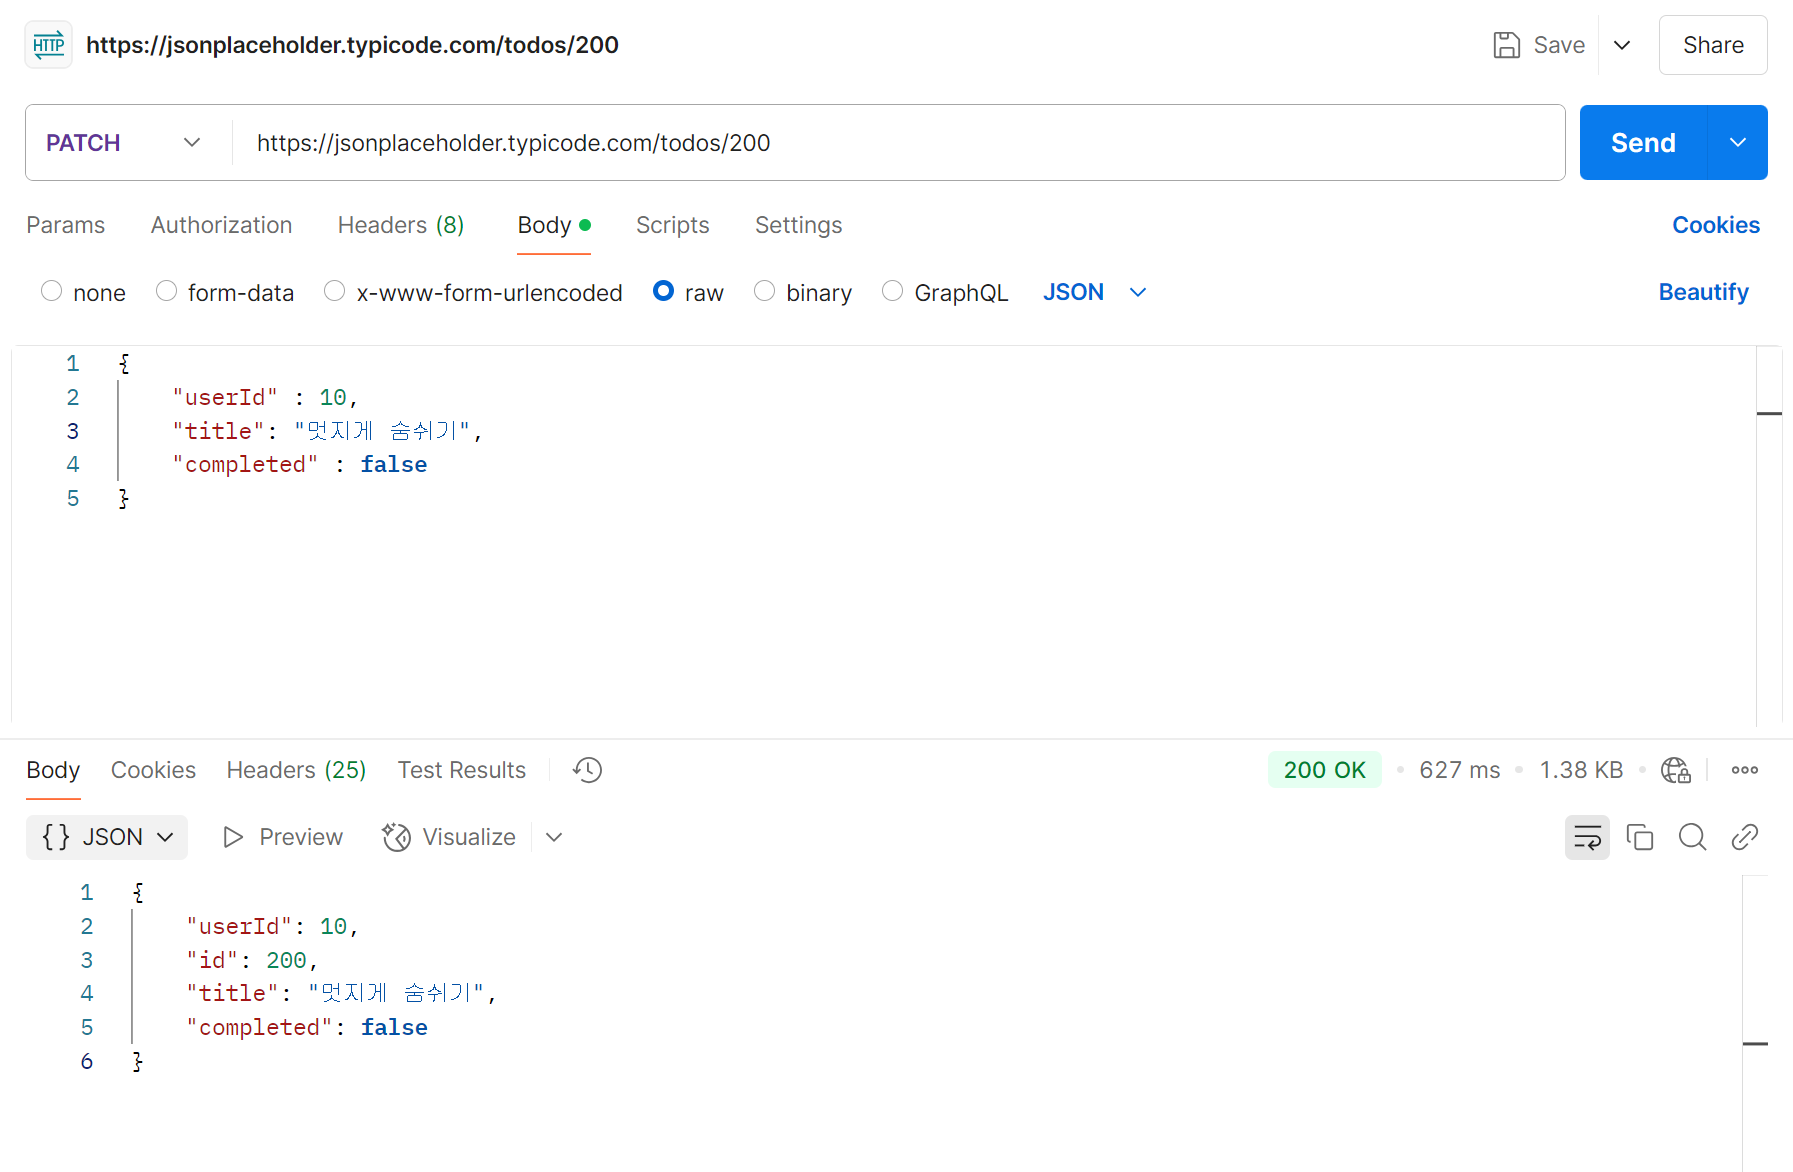 HTTP https://jsonplaceholder.typicode.com/todos/200 Save Share
PATCH https://jsonplaceholder.typicode.com/todos/200 Send
Params Authorization Headers (8) Body Scripts Settings Cookies
none form-data x-www-form-urlencoded raw binary GraphQL JSON Beautify
1 {
2 "userId" : 10,
3 "title": "멋지게 숨쉬기",
4 "completed" : false
5 }
Body Cookies Headers (25) Test Results 200 OK 627 ms 1.38 KB
{} JSON Preview Visualize
1 {
2 "userId": 10,
3 "id": 200,
4 "title": "멋지게 숨쉬기",
5 "completed": false
6 }